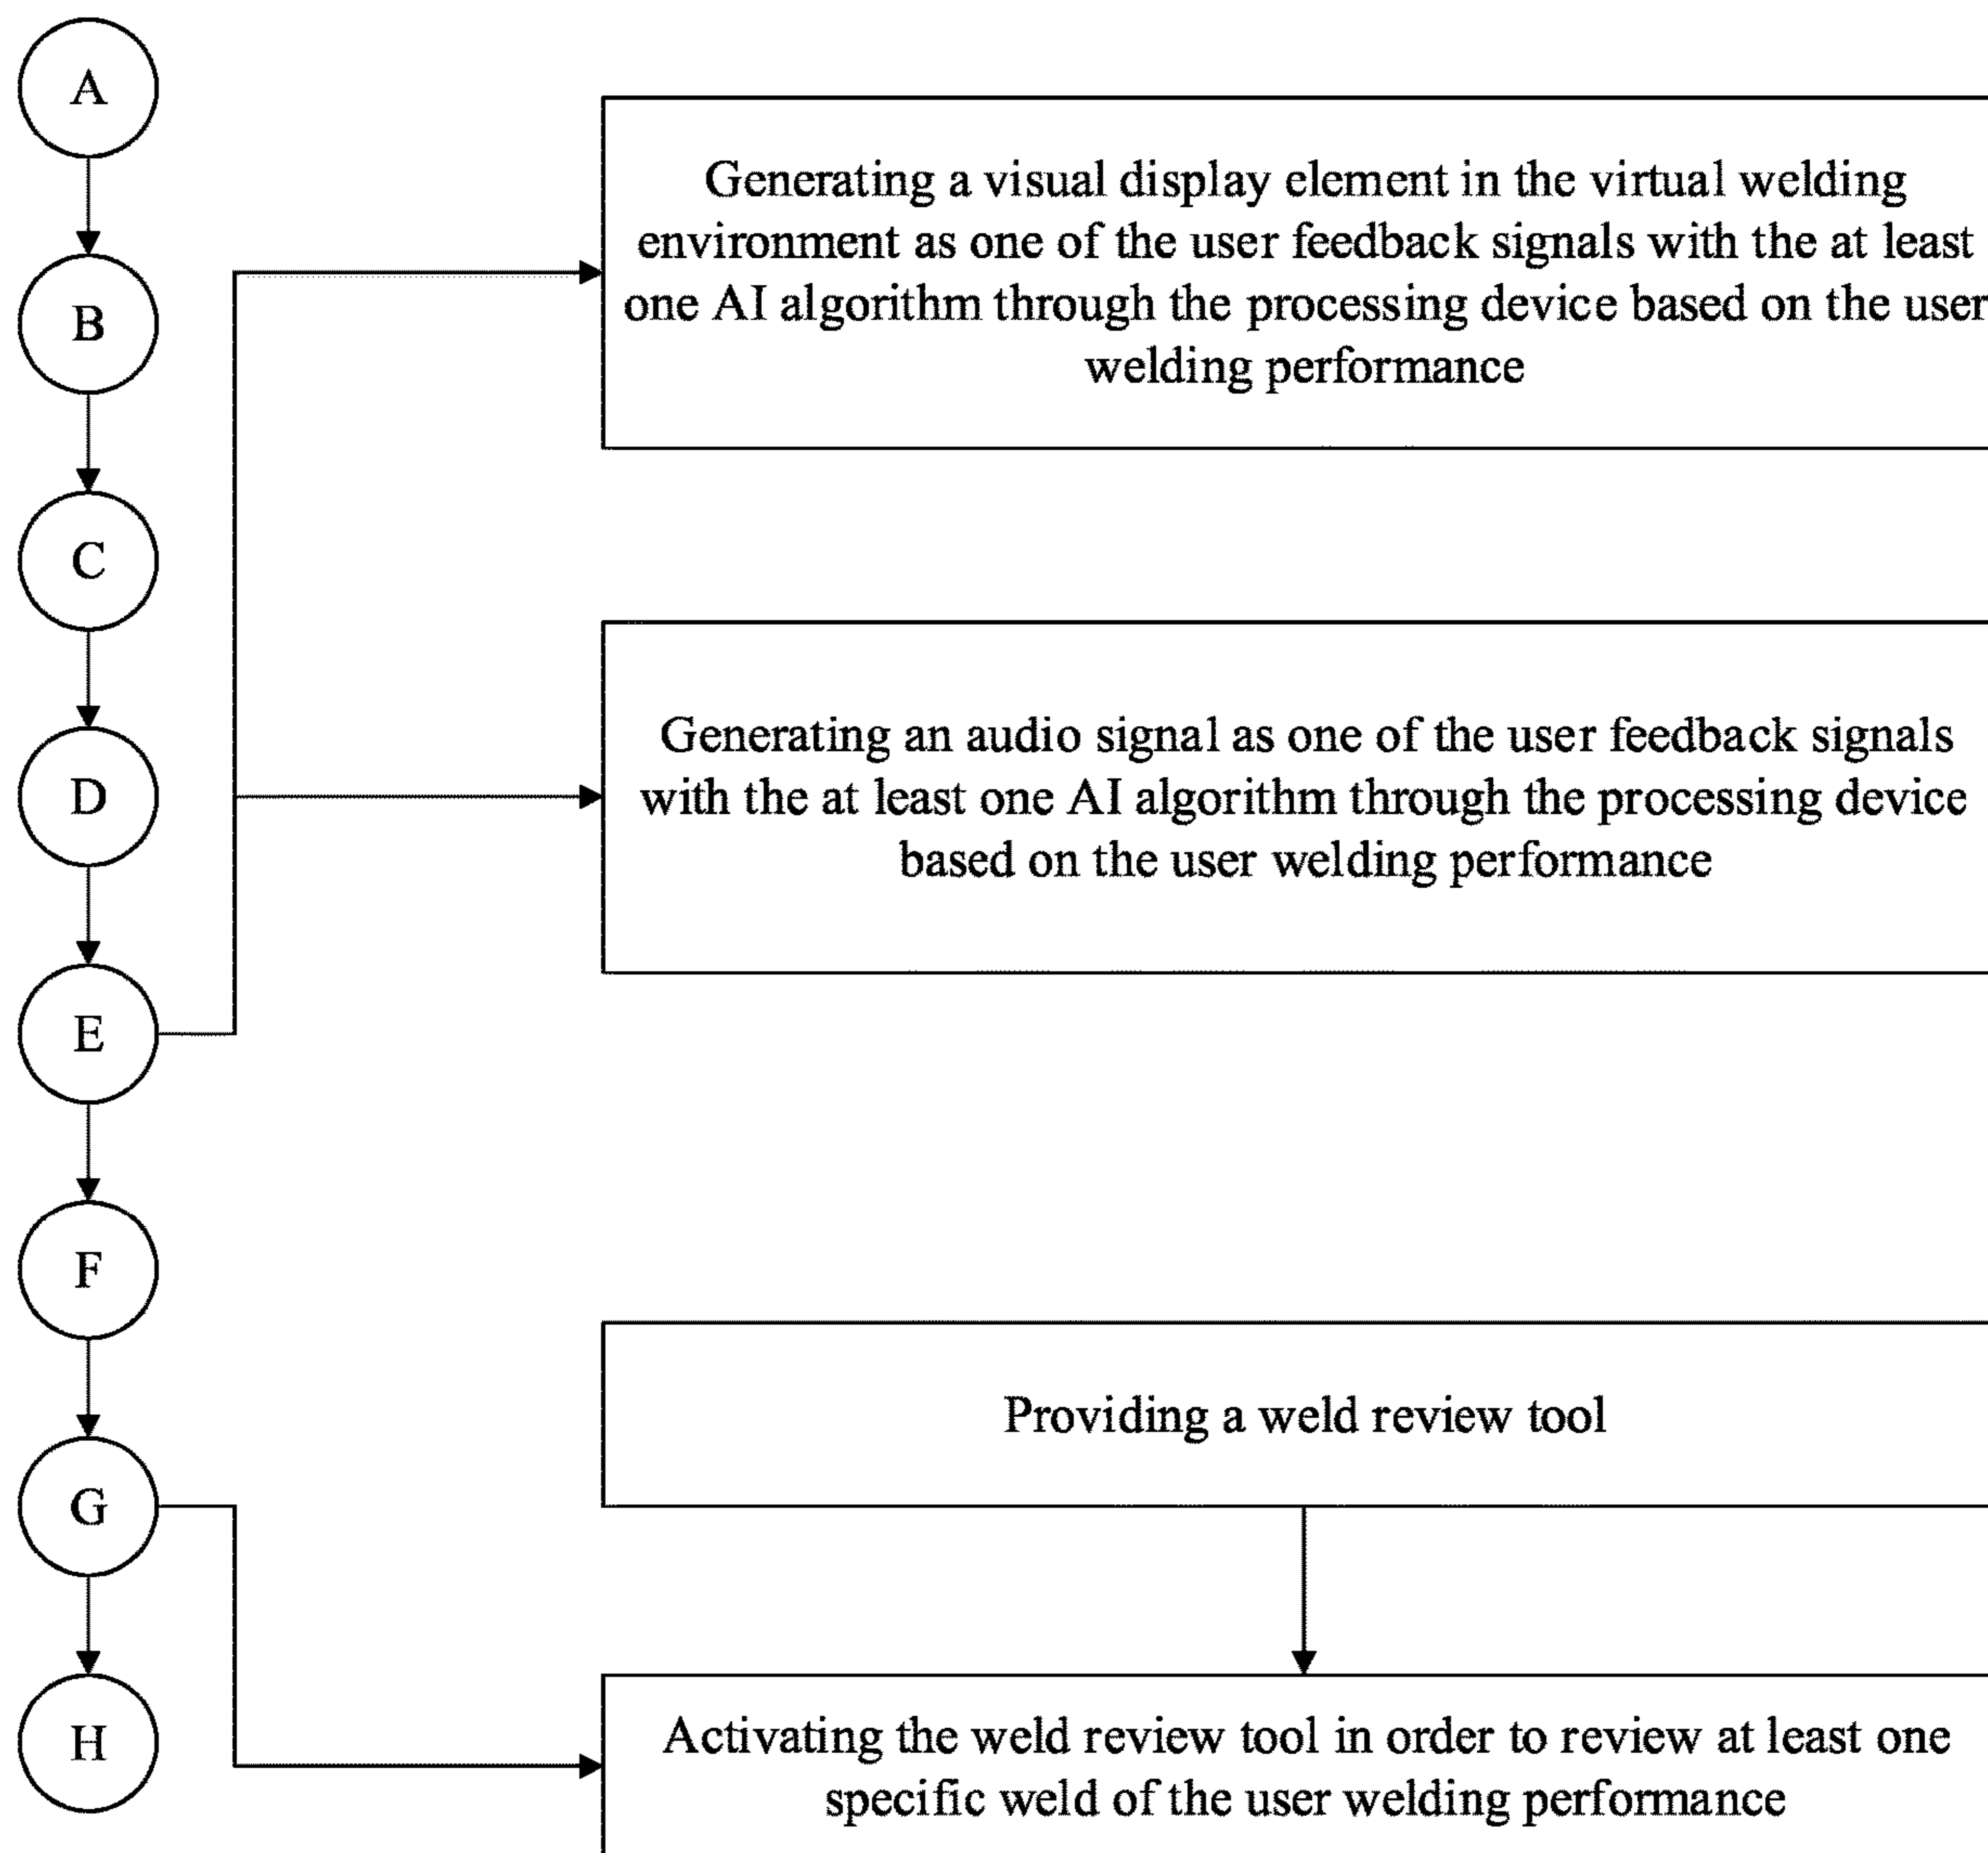 A
Generating a visual display element in the virtual welding
environment as one of the user feedback signals with the at least
one AI algorithm through the processing device based on the user
welding performance
B
C
Generating an audio signal as one of the user feedback signals
with the at least one AI algorithm through the processing device
based on the user welding performance
D
E
F
Providing a weld review tool
G
Activating the weld review tool in order to review at least one
specific weld of the user welding performance
H